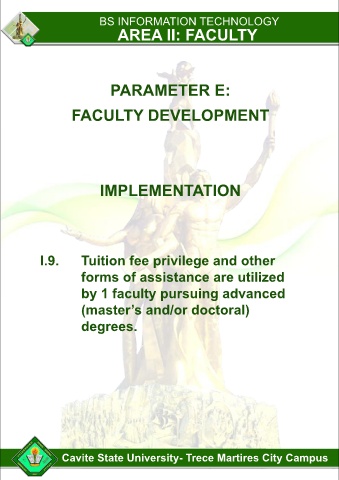 BS INFORMATION TECHNOLOGY
AREA II: FACULTY
PARAMETER E:
FACULTY DEVELOPMENT
IMPLEMENTATION
I.9. Tuition fee privilege and other
forms of assistance are utilized
by 1 faculty pursuing advanced
(master's and/or doctoral)
degrees.
Cavite State University- Trece Martires City Campus